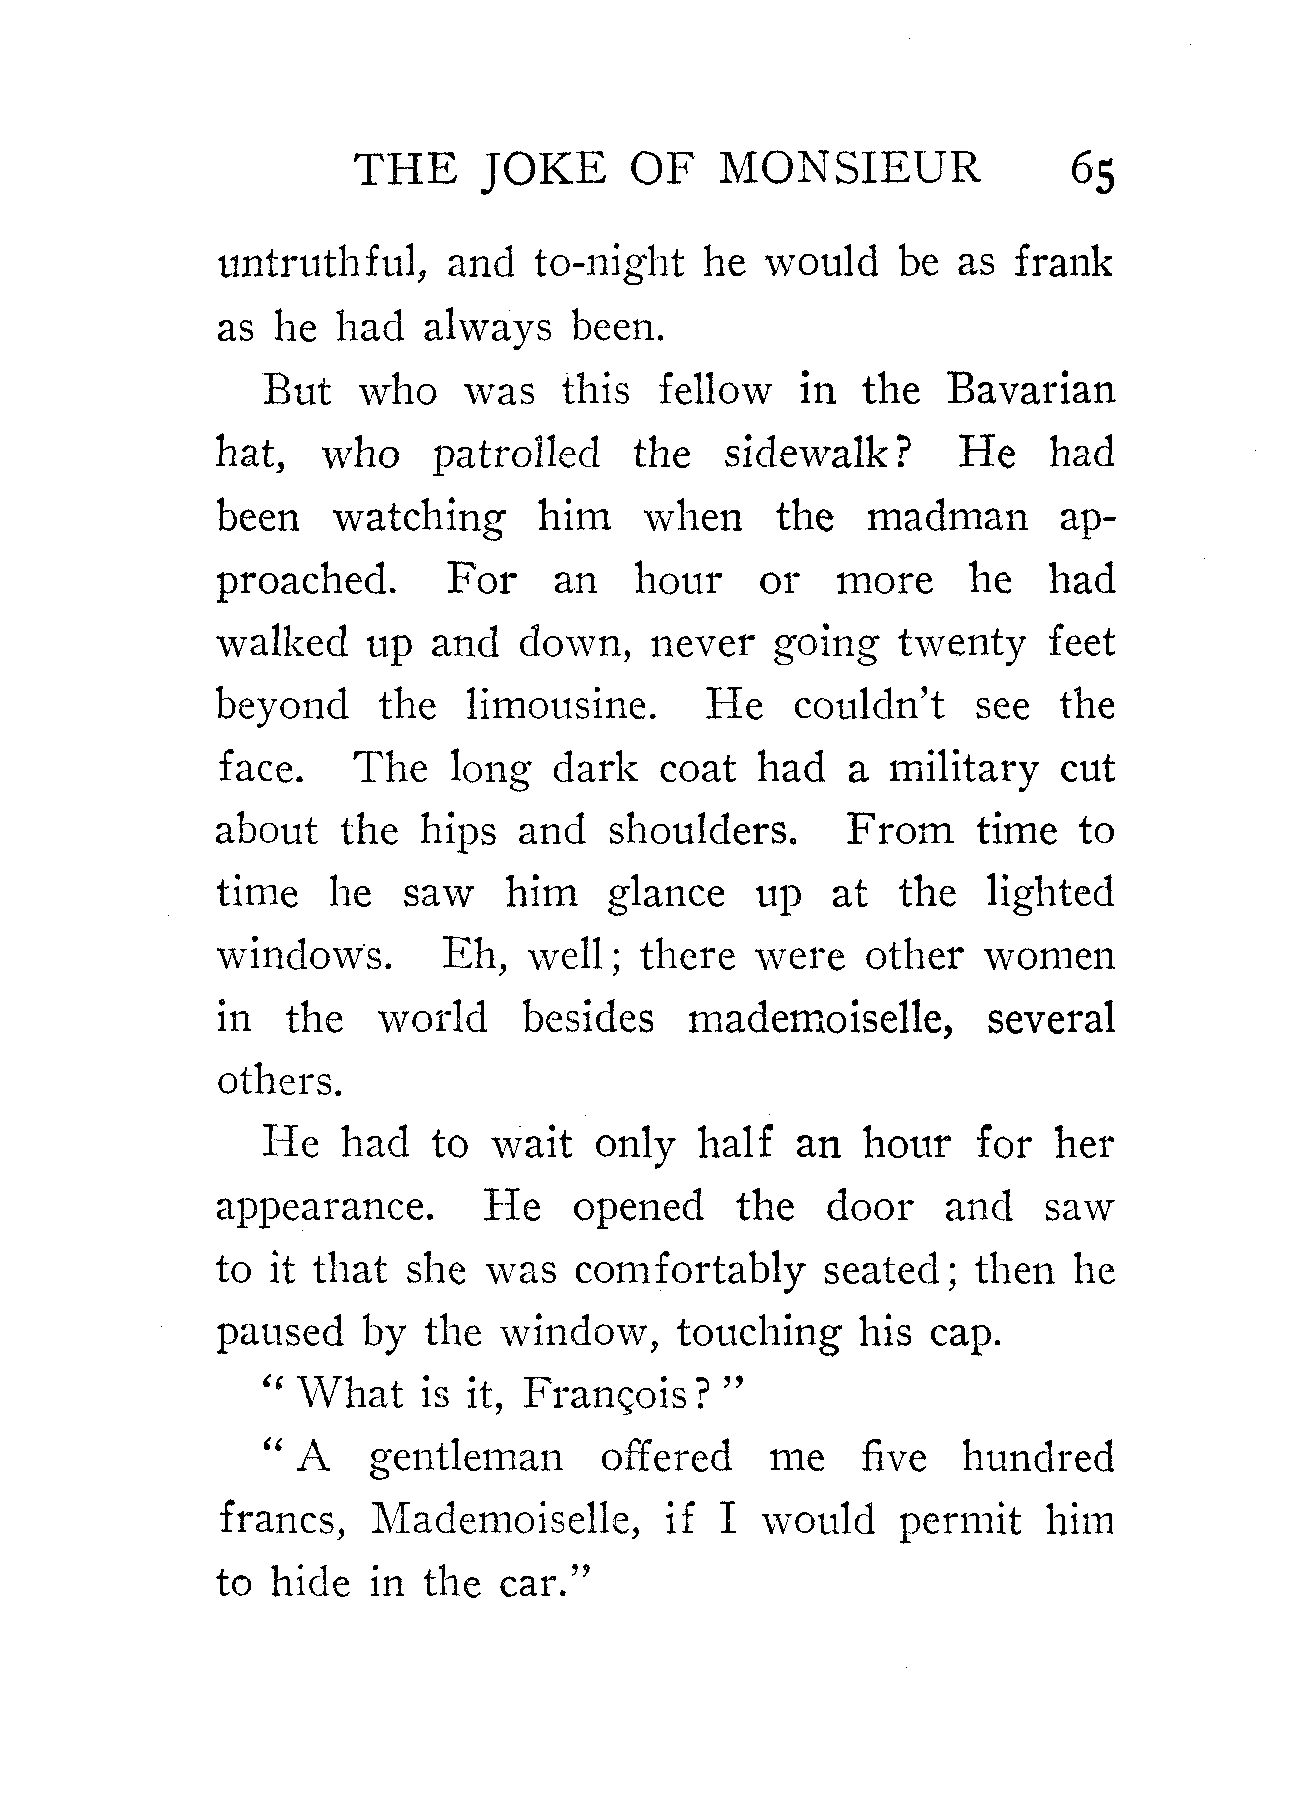 THE JOKE OF MONSIEUR 65
untruthful, and to-night he would be as frank
as he had always been.
But who was this fellow in the Bavarian
hat, who patrolled the sidewalk? He had
been watching him when the madman ap-
proached. For an hour or more he had
walked up and down, never going twenty feet
beyond the limousine. He couldn't see the
face. The long dark coat had a military cut
about the hips and shoulders. From time to
time he saw him glance up at the lighted
windows. Eh, well; there were other women
in the world besides mademoiselle, several
others.
He had to wait only half an hour for her
appearance. He opened the door and saw
to it that she was comfortably seated; then he
paused by the window, touching his cap.
"What is it, François?"
"A gentleman offered me five hundred
francs, Mademoiselle, if I would permit him
to hide in the car."